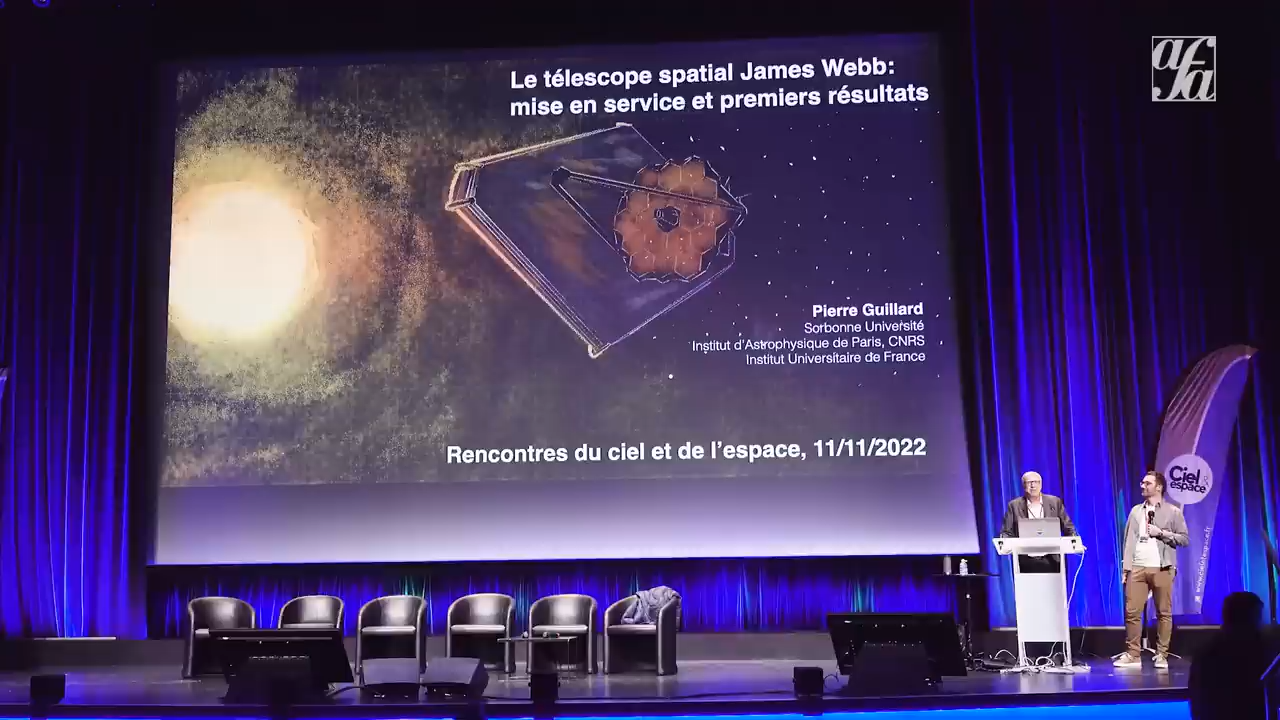 afa
Le télescope spatial James Webb:
mise en service et premiers résultats
Pierre Guillard
Sorbonne Université
Institut d'Astrophysique de Paris, CNRS
Institut Universitaire de France
Rencontres du ciel et de l'espace, 11/11/2022
Ciel
espace